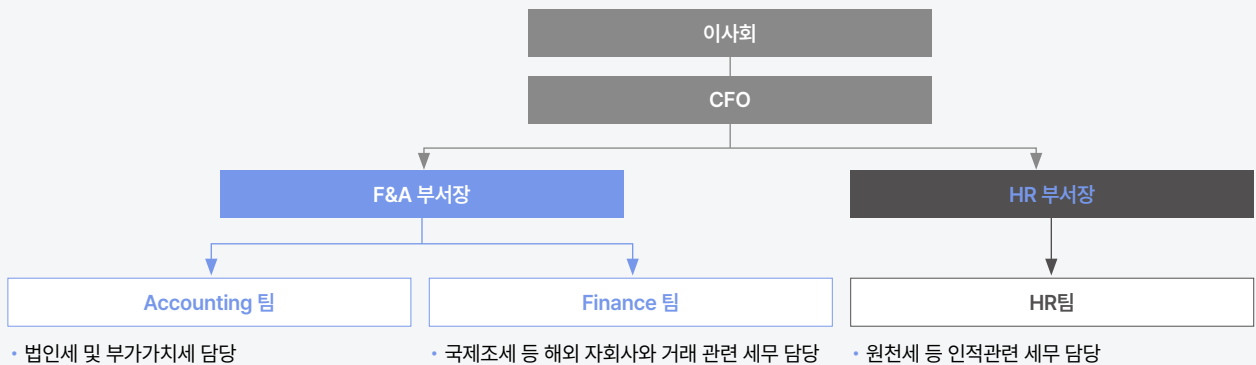 이사회
CFO
F&A 부서장
HR 부서장
Accounting 팀
Finance 팀
HR팀
• 법인세 및 부가가치세 담당
• 국제조세 등 해외 자회사와 거래 관련 세무 담당
• 원천세 등 인적관련 세무 담당